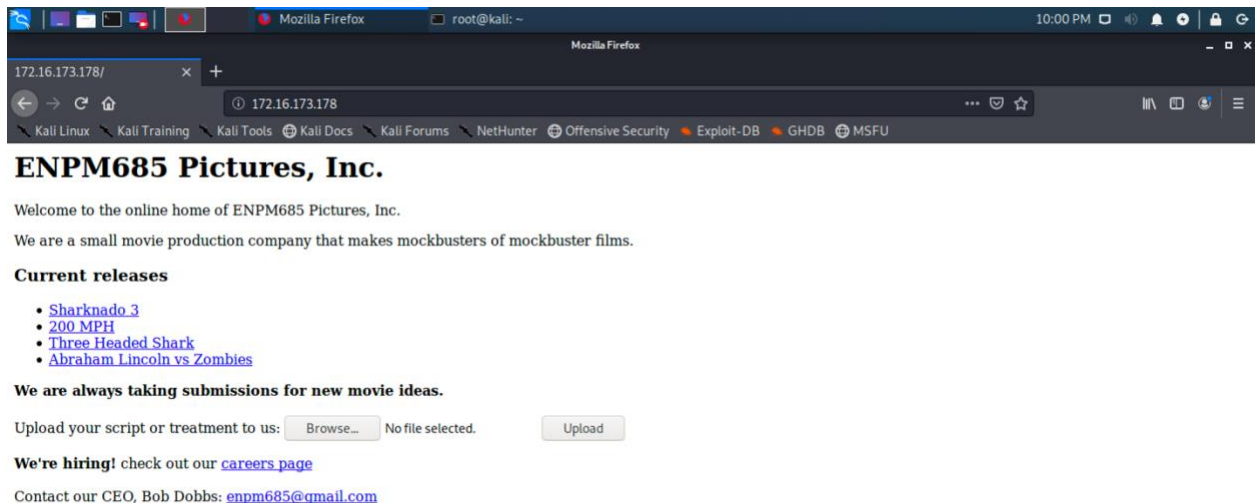 Mozilla Firefox root@kali: ~ 10:00 PM
Mozilla Firefox
172.16.173.178/
172.16.173.178
Kali Linux Kali Training Kali Tools Kali Docs Kali Forums NetHunter Offensive Security Exploit-DB GHDB MSFU
ENPM685 Pictures, Inc.
Welcome to the online home of ENPM685 Pictures, Inc.
We are a small movie production company that makes mockbusters of mockbuster films.
Current releases
• Sharknado 3
• 200 MPH
• Three Headed Shark
• Abraham Lincoln vs Zombies
We are always taking submissions for new movie ideas.
Upload your script or treatment to us: Browse... No file selected. Upload
We're hiring! check out our careers page
Contact our CEO, Bob Dobbs: enpm685@gmail.com